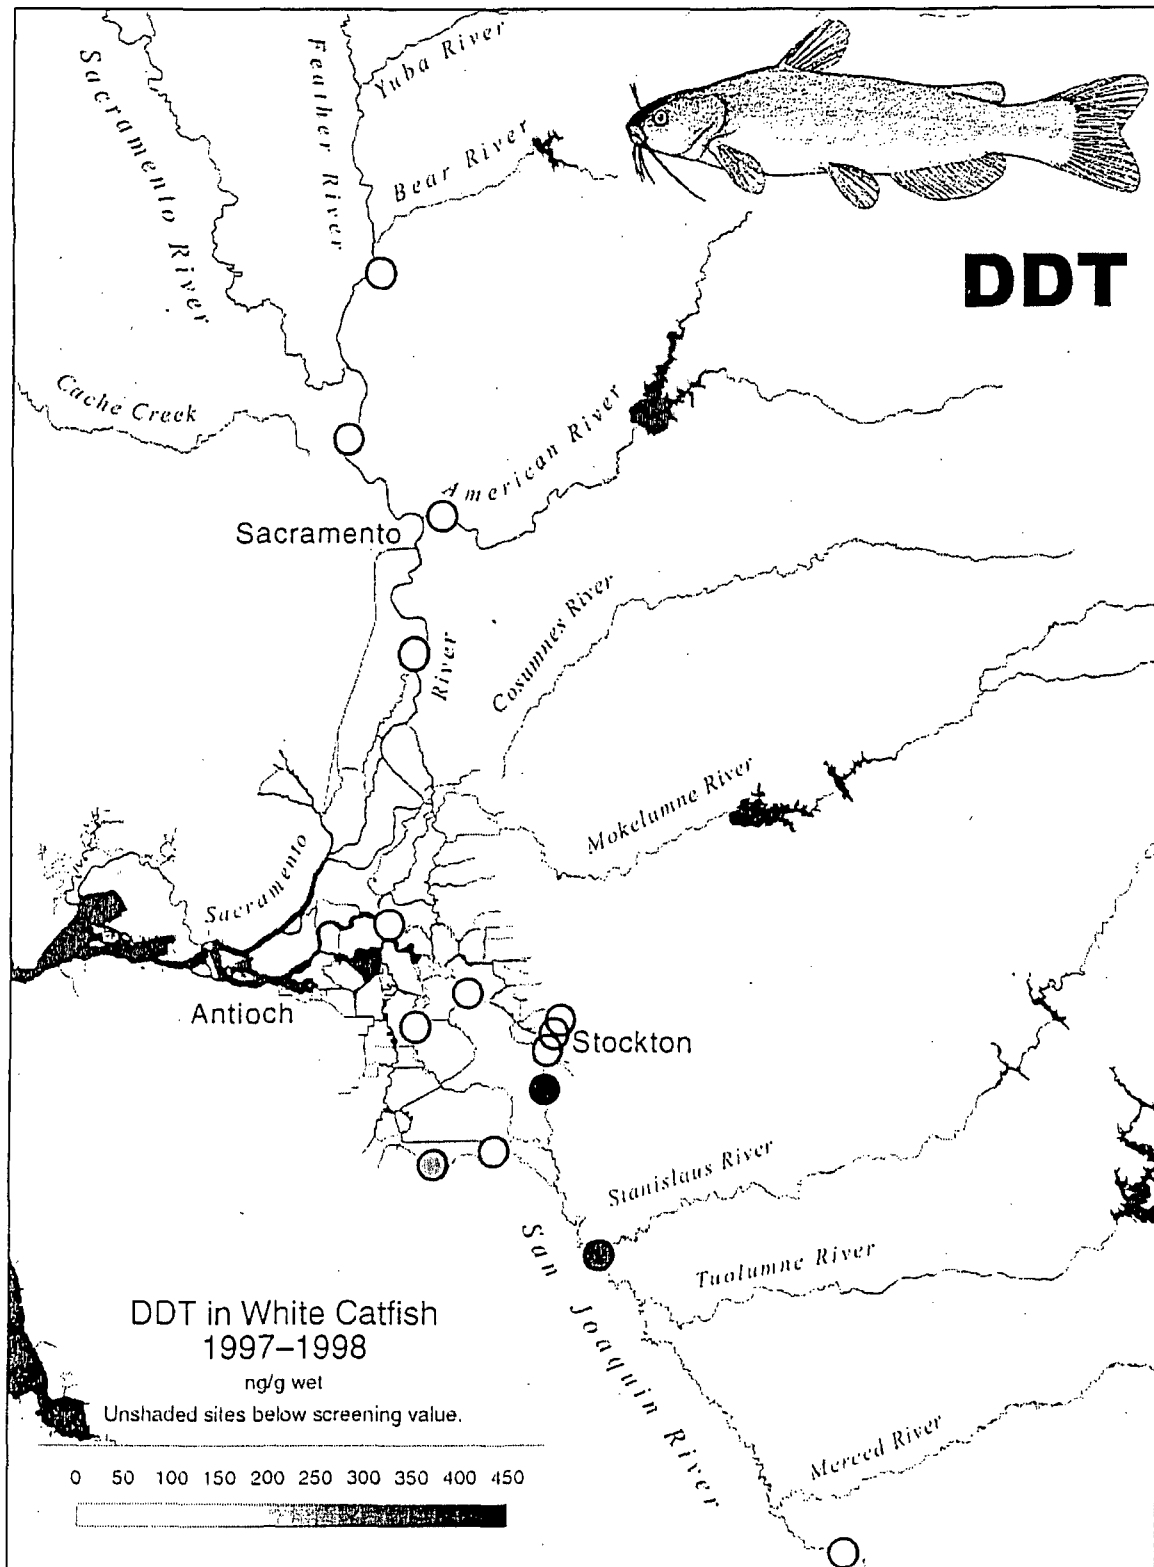 Sacramento River
Feather River
Yuba River
Bear River
DDT
Cache Creek
American River
Sacramento
Cosumnes River
River
Mokelumne River
Sacramento
Antioch
Stockton
Stanislaus River
Tuolumne River
San Joaquin River
Merced River
DDT in White Catfish
1997–1998
ng/g wet
Unshaded sites below screening value.
0 50 100 150 200 250 300 350 400 450